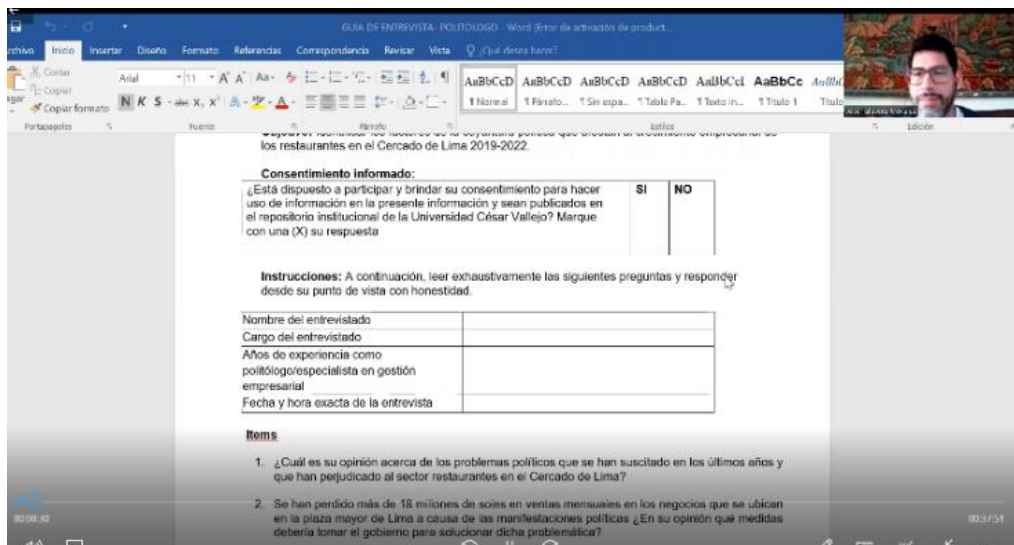 GUIA DE ENTREVISTA- POLITOLOGO - Word (Error de activación de product...
Inicio Insertar Diseño Formato Referencias Correspondencia Revisar Vista ¿Qué desea hacer?
Cortar
Copiar
Copiar formato
Arial 11
N K S
AaBbCcD AaBbCcD AaBbCcD AaBbCcD AaBbCcI AaBbCc
¶ Normal ¶ Párrafo... ¶ Sin espa... ¶ Table Pa... ¶ Texto in... ¶ Título 1
Portapapeles Fuente Párrafo Estilos Edición
los restaurantes en el Cercado de Lima 2019-2022.
Consentimiento informado:
¿Está dispuesto a participar y brindar su consentimiento para hacer
uso de información en la presente información y sean publicados en
el repositorio institucional de la Universidad César Vallejo? Marque
con una (X) su respuesta
SI NO
Instrucciones: A continuación, leer exhaustivamente las siguientes preguntas y responder
desde su punto de vista con honestidad.
Nombre del entrevistado
Cargo del entrevistado
Años de experiencia como
politólogo/especialista en gestión
empresarial
Fecha y hora exacta de la entrevista
Items
1. ¿Cuál es su opinión acerca de los problemas políticos que se han suscitado en los últimos años y
que han perjudicado al sector restaurantes en el Cercado de Lima?
2. Se han perdido más de 18 millones de soles en ventas mensuales en los negocios que se ubican
en la plaza mayor de Lima a causa de las manifestaciones políticas ¿En su opinión qué medidas
debería tomar el gobierno para solucionar dicha problemática?